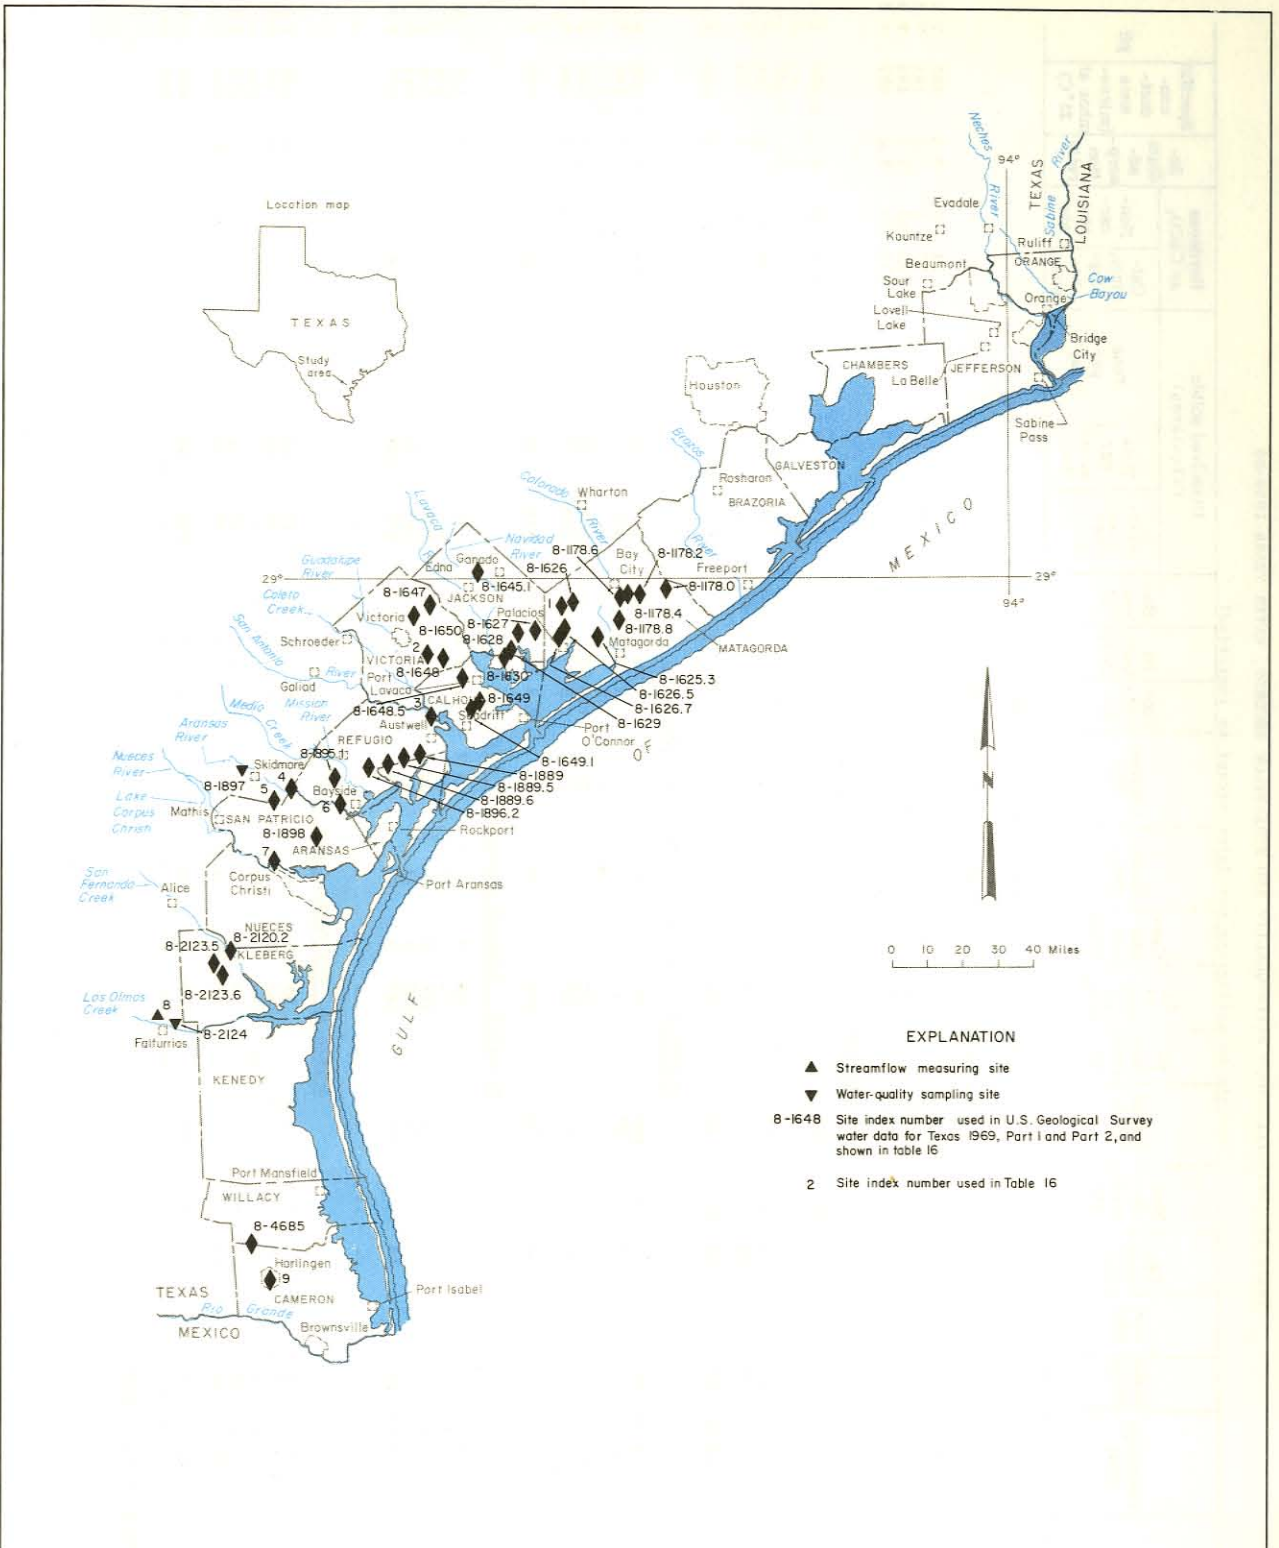 Location map
TEXAS
Study
area
Neches
River
94°
TEXAS
Sabine
River
LOUISIANA
Evadale
Kountze
Ruliff
Beaumont
ORANGE
Sour
Lake
Orange
Cow
Bayou
Lovell
Lake
Bridge
City
CHAMBERS
La Belle
JEFFERSON
Houston
Sabine
Pass
Brazos
River
GALVESTON
Rosharon
BRAZORIA
Colorado
River
Wharton
Lavaca
R
Navidad
River
8-1178.6
Bay
City
8-1178.2
Freeport
MEXICO
Guadalupe
River
Edna
Ganado
8-1626
29°
29°
8-1647
8-1645.1
JACKSON
1
8-1178.0
94°
Coleto
Creek
Victoria
Palacios
8-1627
8-1178.4
8-1650
8-1178.8
San Antonio
River
Schroeder
2
8-1628
Matagorda
MATAGORDA
VICTORIA
8-1648
Goliad
Port
Lavaca
8-1630
8-1625.3
8-1626.5
Medio
Creek
Mission
River
3
CALHOUN
8-1649
8-1626.7
8-1648.5
Seadrift
8-1629
Aransas
River
Austwell
Port
O'Connor
OF
REFUGIO
8-1895.1
8-1649.1
Nueces
River
Skidmore
8-1889
8-1897
4
8-1889.5
5
Bayside
8-1889.6
6
8-1896.2
Lake
Corpus
Christi
Mathis
SAN PATRICIO
8-1898
Rockport
ARANSAS
7
San
Fernando
Creek
Alice
Corpus
Christi
Port Aransas
NUECES
8-2120.2
8-2123.5
KLEBERG
8-2123.6
0 10 20 30 40 Miles
N
Los Olmos
Creek
8
8-2124
Falfurrias
GULF
KENEDY
EXPLANATION
Streamflow measuring site
Water-quality sampling site
8-1648 Site index number used in U.S. Geological Survey
water data for Texas 1969, Part 1 and Part 2, and
shown in table 16
2 Site index number used in Table 16
Port Mansfield
WILLACY
8-4685
Harlingen
9
CAMERON
Port Isabel
TEXAS
Rio Grande
MEXICO
Brownsville